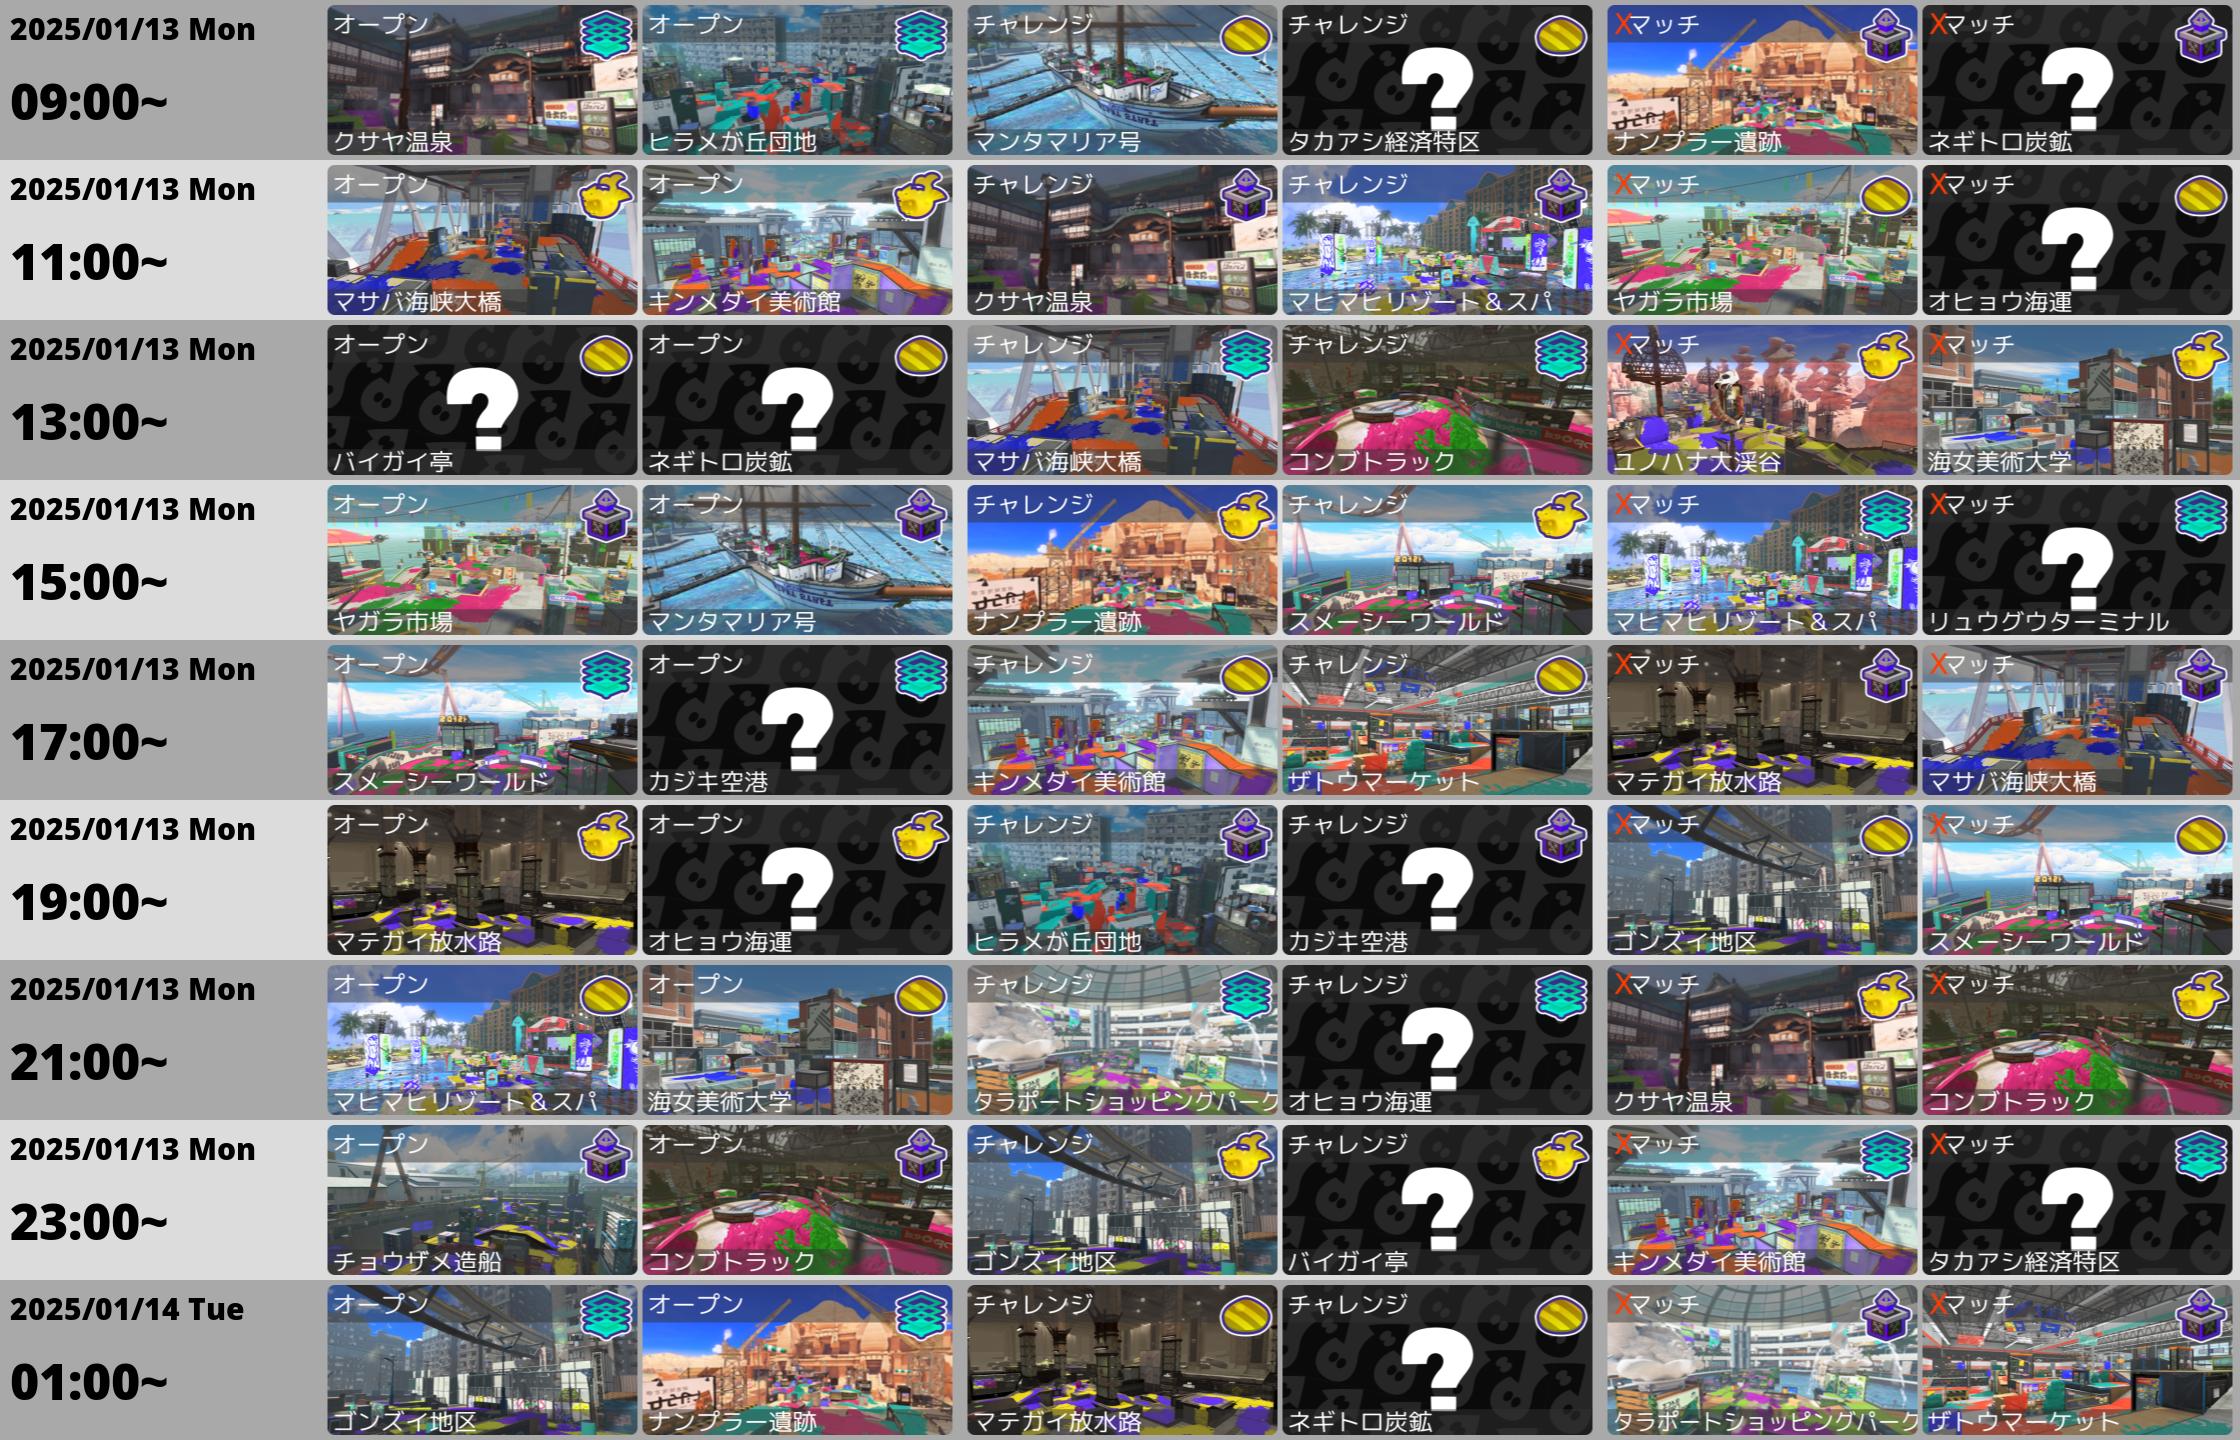 2025/01/13 Mon
09:00~
オープン
クサヤ温泉
オープン
ヒラメが丘団地
チャレンジ
マンタマリア号
チャレンジ
タカアシ経済特区
Xマッチ
ナンプラー遺跡
Xマッチ
ネギトロ炭鉱
2025/01/13 Mon
11:00~
オープン
マサバ海峡大橋
オープン
キンメダイ美術館
チャレンジ
クサヤ温泉
チャレンジ
マヒマヒリゾート＆スパ
Xマッチ
ヤガラ市場
Xマッチ
オヒョウ海運
2025/01/13 Mon
13:00~
オープン
バイガイ亭
オープン
ネギトロ炭鉱
チャレンジ
マサバ海峡大橋
チャレンジ
コンブトラック
Xマッチ
ユノハナ大渓谷
Xマッチ
海女美術大学
2025/01/13 Mon
15:00~
オープン
ヤガラ市場
オープン
マンタマリア号
チャレンジ
ナンプラー遺跡
チャレンジ
スメーシーワールド
Xマッチ
マヒマヒリゾート＆スパ
Xマッチ
リュウグウターミナル
2025/01/13 Mon
17:00~
オープン
スメーシーワールド
オープン
カジキ空港
チャレンジ
キンメダイ美術館
チャレンジ
ザトウマーケット
Xマッチ
マテガイ放水路
Xマッチ
マサバ海峡大橋
2025/01/13 Mon
19:00~
オープン
マテガイ放水路
オープン
オヒョウ海運
チャレンジ
ヒラメが丘団地
チャレンジ
カジキ空港
Xマッチ
ゴンズイ地区
Xマッチ
スメーシーワールド
2025/01/13 Mon
21:00~
オープン
マヒマヒリゾート＆スパ
オープン
海女美術大学
チャレンジ
タラポートショッピングパーク
チャレンジ
オヒョウ海運
Xマッチ
クサヤ温泉
Xマッチ
コンブトラック
2025/01/13 Mon
23:00~
オープン
チョウザメ造船
オープン
コンブトラック
チャレンジ
ゴンズイ地区
チャレンジ
バイガイ亭
Xマッチ
キンメダイ美術館
Xマッチ
タカアシ経済特区
2025/01/14 Tue
01:00~
オープン
ゴンズイ地区
オープン
ナンプラー遺跡
チャレンジ
マテガイ放水路
チャレンジ
ネギトロ炭鉱
Xマッチ
タラポートショッピングパーク
Xマッチ
ザトウマーケット